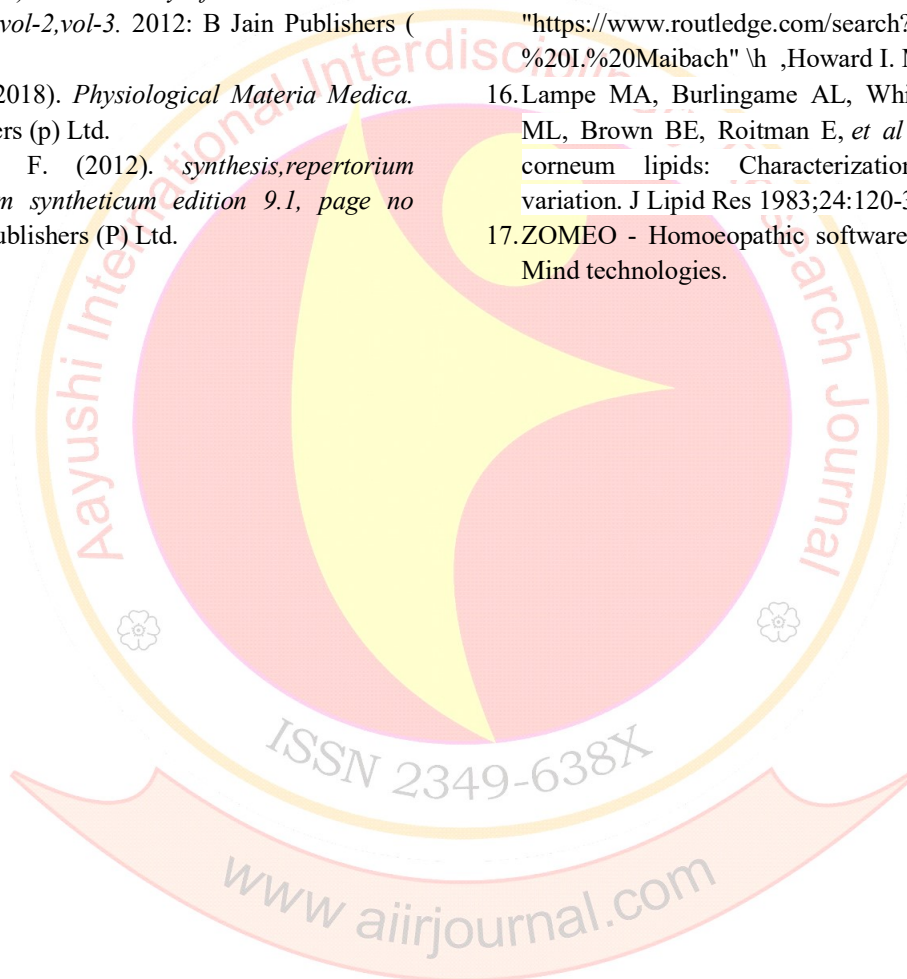 vol-2,vol-3. 2012: B Jain Publishers (
2018). Physiological Materia Medica.
ers (p) Ltd.
F. (2012). synthesis,repertorium
m syntheticum edition 9.1, page no
ublishers (P) Ltd.
"https://www.routledge.com/search?
%20I.%20Maibach" \h ,Howard I. M
16.Lampe MA, Burlingame AL, Whi
ML, Brown BE, Roitman E, et al
corneum lipids: Characterization
variation. J Lipid Res 1983;24:120-3
17.ZOMEO - Homoeopathic software
Mind technologies.
Aayushi International Interdisciplinary Research Journal
ISSN 2349-638X
www aiirjournal.com